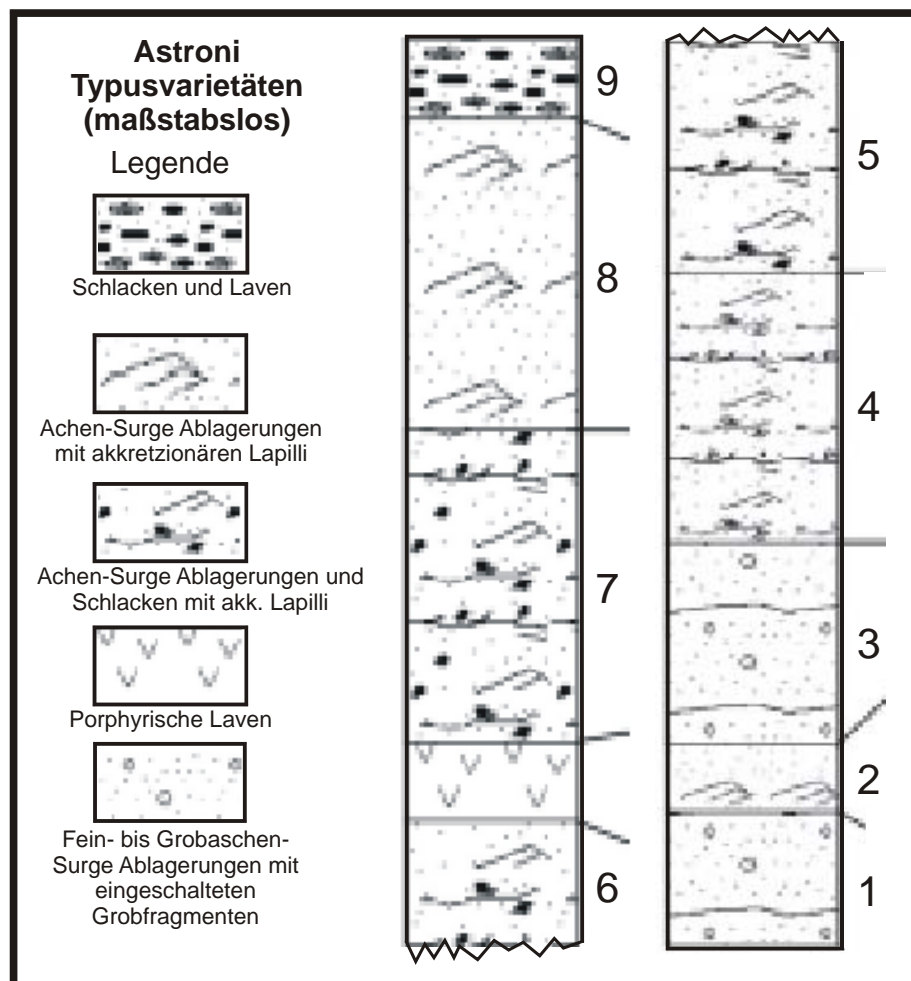 Astroni
Typusvarietäten
(maßstabslos)
Legende
Schlacken und Laven
Achen-Surge Ablagerungen
mit akkretzionären Lapilli
Achen-Surge Ablagerungen und
Schlacken mit akk. Lapilli
Porphyrische Laven
Fein- bis Grobaschen-
Surge Ablagerungen mit
eingeschalteten
Grobfragmenten
9
8
7
6
5
4
3
2
1